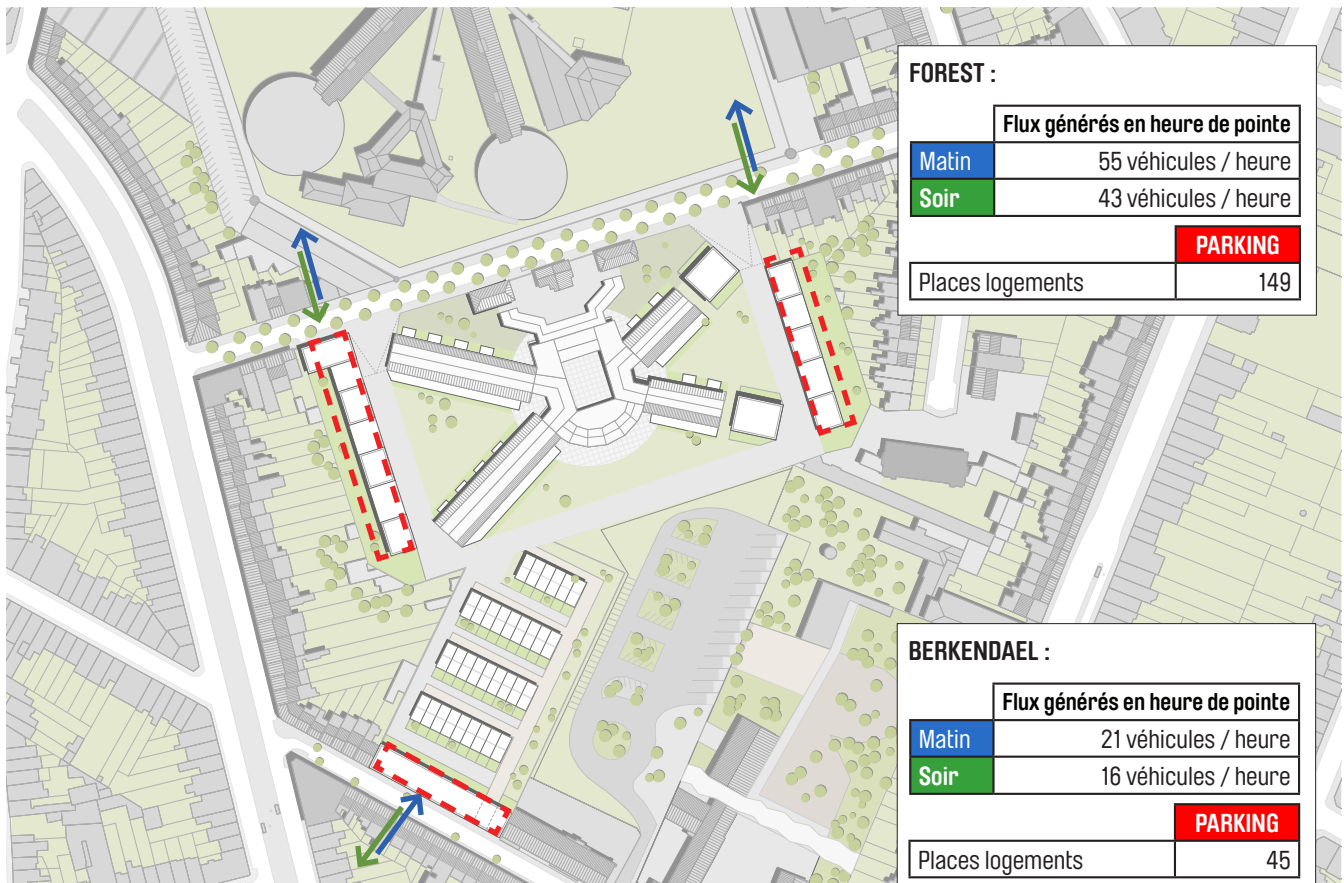 FOREST :
Flux générés en heure de pointe
Matin 55 véhicules / heure
Soir 43 véhicules / heure
PARKING
Places logements 149
BERKENDAEL :
Flux générés en heure de pointe
Matin 21 véhicules / heure
Soir 16 véhicules / heure
PARKING
Places logements 45